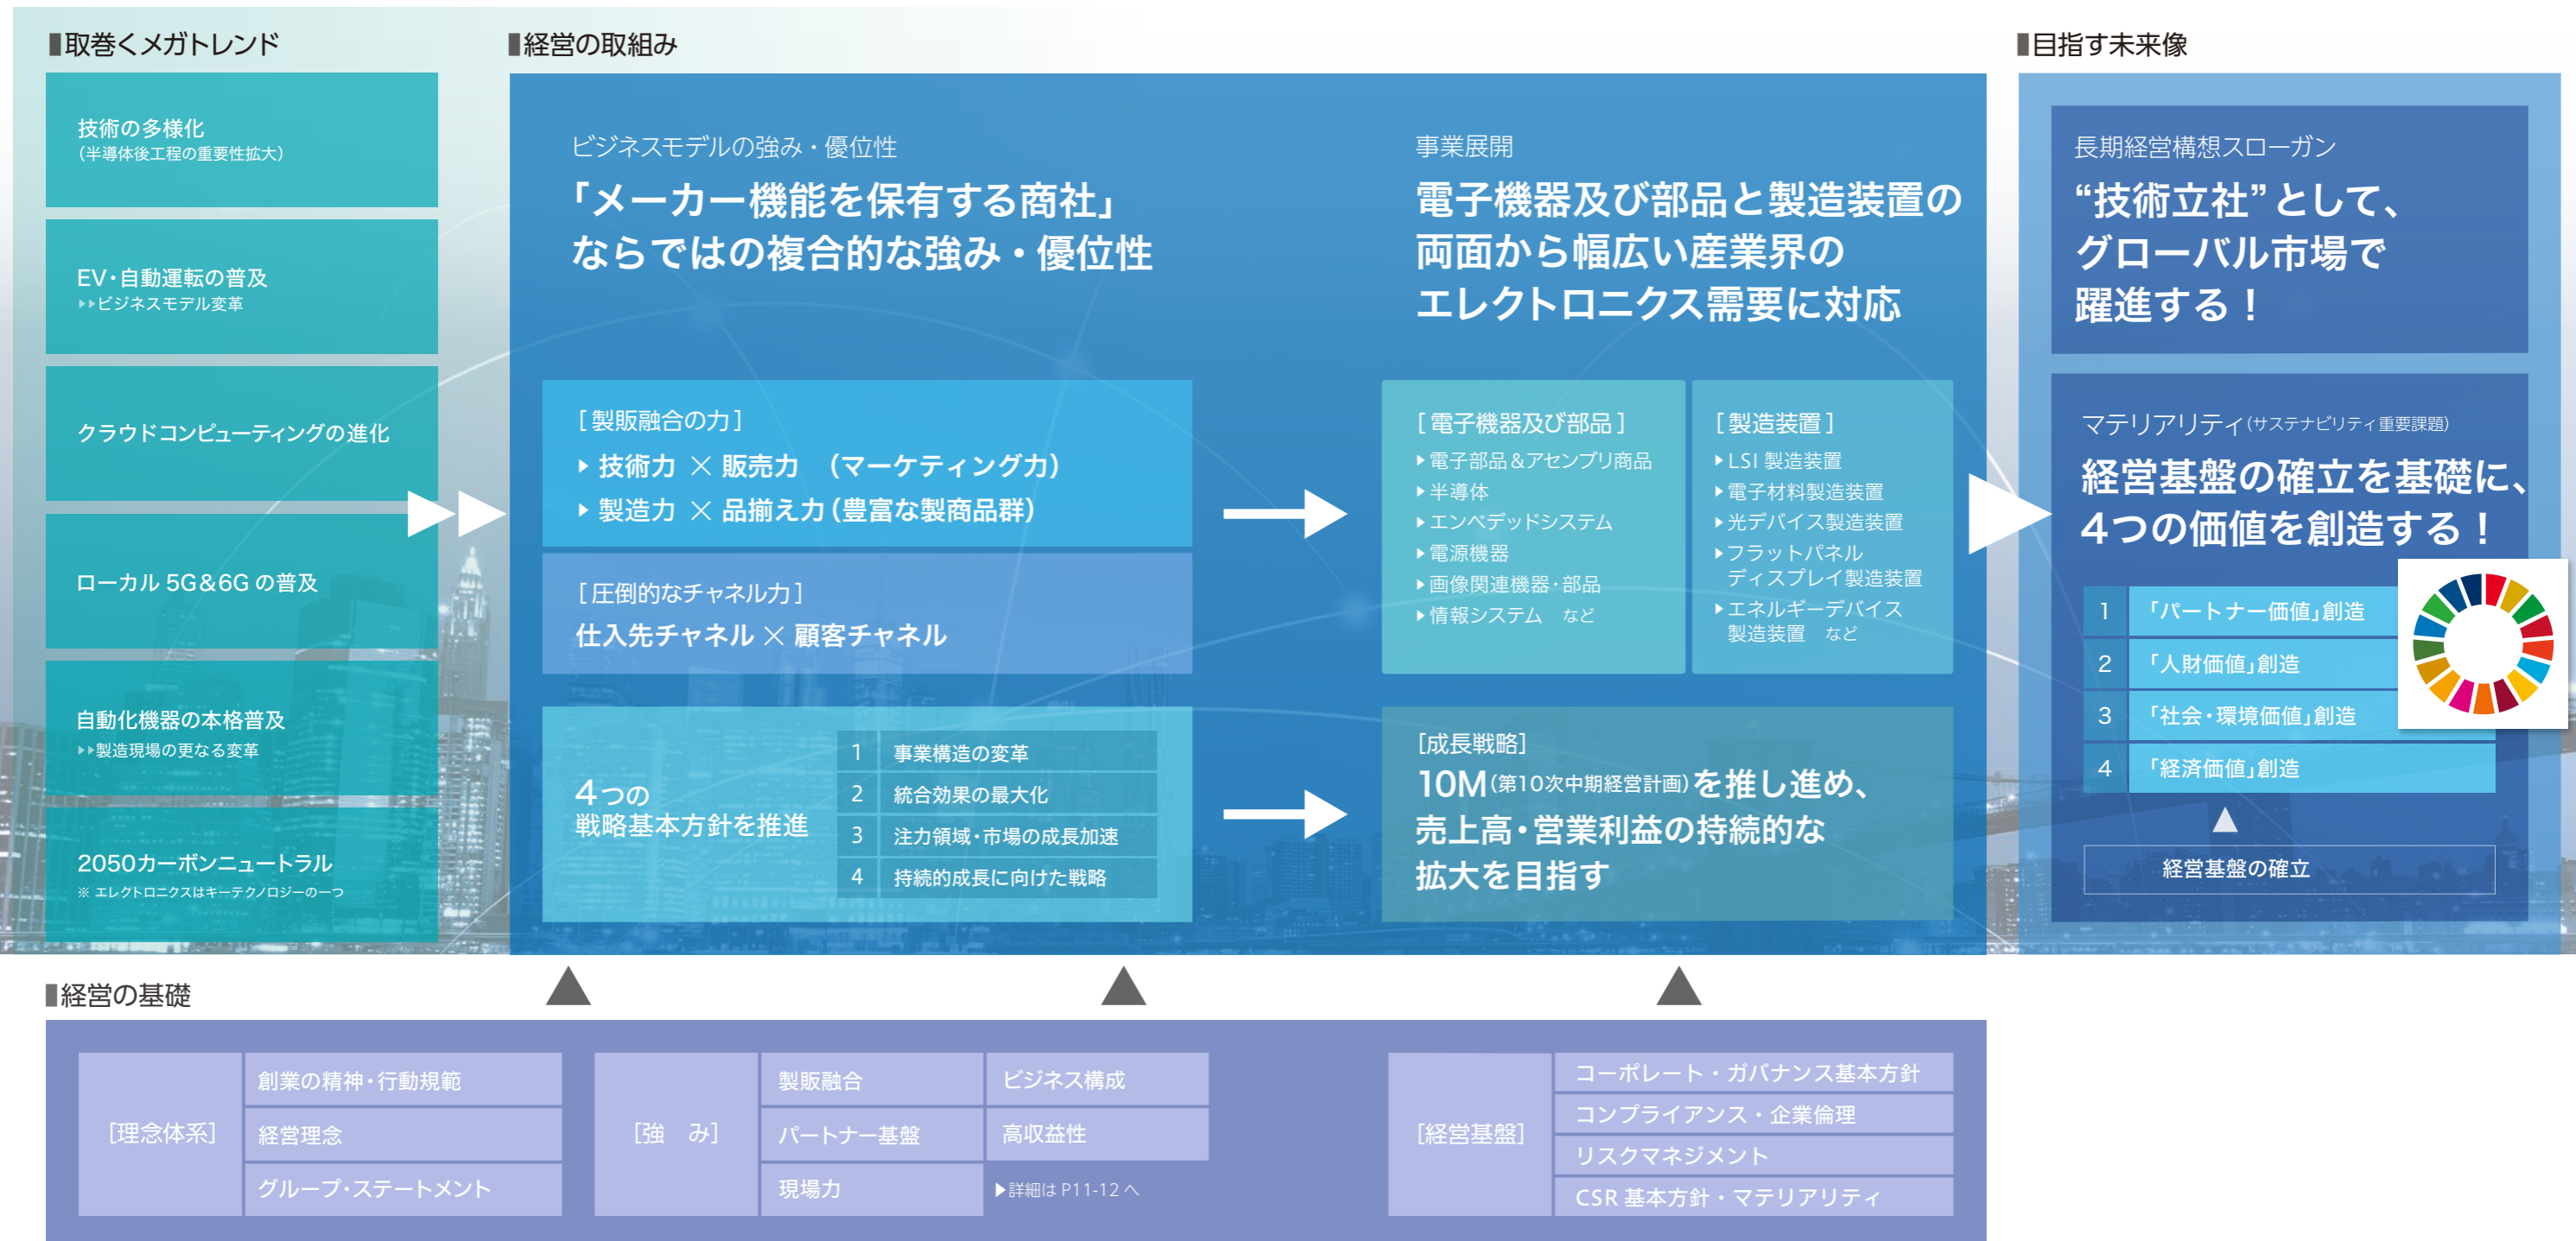 取巻くメガトレンド
技術の多様化
（半導体後工程の重要性拡大）
EV・自動運転の普及
▶▶ビジネスモデル変革
クラウドコンピューティングの進化
ローカル 5G&6G の普及
自動化機器の本格普及
▶▶製造現場の更なる変革
2050カーボンニュートラル
※ エレクトロニクスはキーテクノロジーの一つ
経営の取組み
ビジネスモデルの強み・優位性
「メーカー機能を保有する商社」
ならではの複合的な強み・優位性
［製販融合の力］
▶ 技術力 × 販売力 （マーケティング力）
▶ 製造力 × 品揃え力（豊富な製商品群）
［圧倒的なチャネル力］
仕入先チャネル × 顧客チャネル
4つの
戦略基本方針を推進
1 事業構造の変革
2 統合効果の最大化
3 注力領域・市場の成長加速
4 持続的成長に向けた戦略
事業展開
電子機器及び部品と製造装置の
両面から幅広い産業界の
エレクトロニクス需要に対応
［電子機器及び部品］
▶電子部品&アセンブリ商品
▶半導体
▶エンベデッドシステム
▶電源機器
▶画像関連機器・部品
▶情報システム など
［製造装置］
▶LSI 製造装置
▶電子材料製造装置
▶光デバイス製造装置
▶フラットパネル
ディスプレイ製造装置
▶エネルギーデバイス
製造装置 など
［成長戦略］
10M（第10次中期経営計画）を推し進め、
売上高・営業利益の持続的な
拡大を目指す
目指す未来像
長期経営構想スローガン
“技術立社”として、
グローバル市場で
躍進する！
マテリアリティ（サステナビリティ重要課題）
経営基盤の確立を基礎に、
4つの価値を創造する！
1 「パートナー価値」創造
2 「人財価値」創造
3 「社会・環境価値」創造
4 「経済価値」創造
経営基盤の確立
経営の基礎
［理念体系］
創業の精神・行動規範
経営理念
グループ・ステートメント
［強 み］
製販融合
パートナー基盤
現場力
ビジネス構成
高収益性
▶詳細は P11-12 へ
［経営基盤］
コーポレート・ガバナンス基本方針
コンプライアンス・企業倫理
リスクマネジメント
CSR 基本方針・マテリアリティ